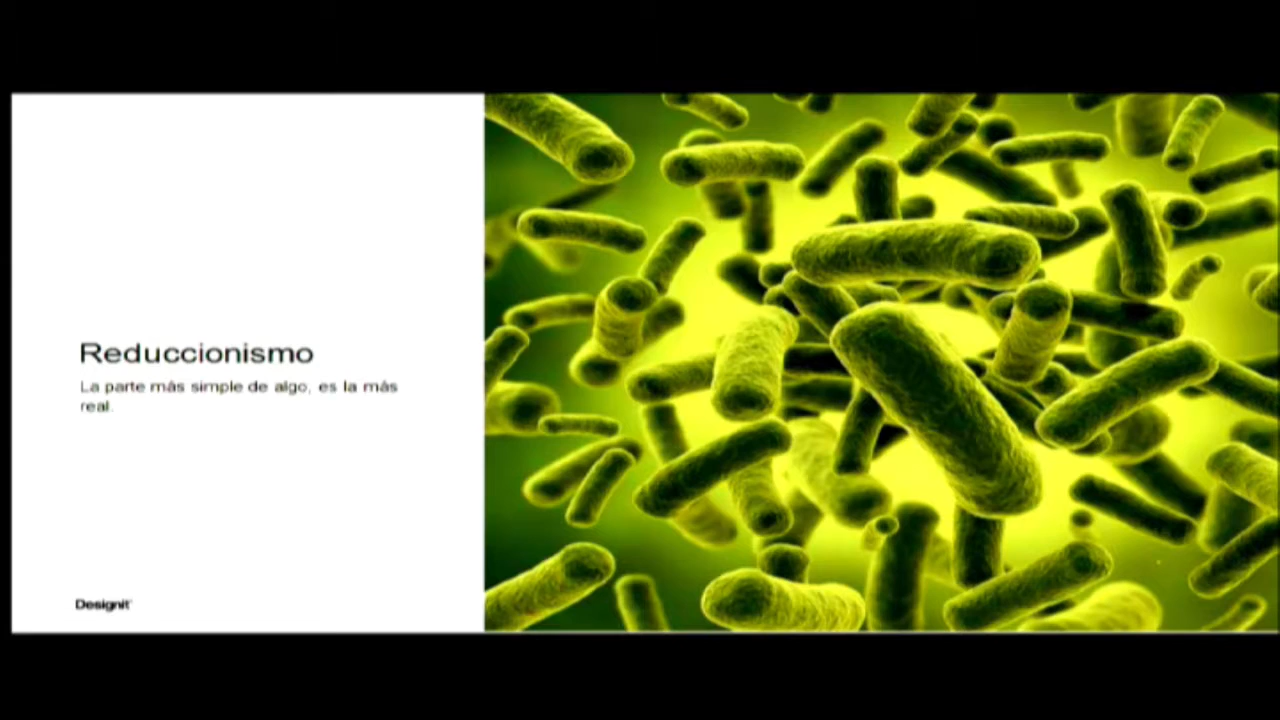 Reduccionismo
La parte más simple de algo, es la más
real.
Designit